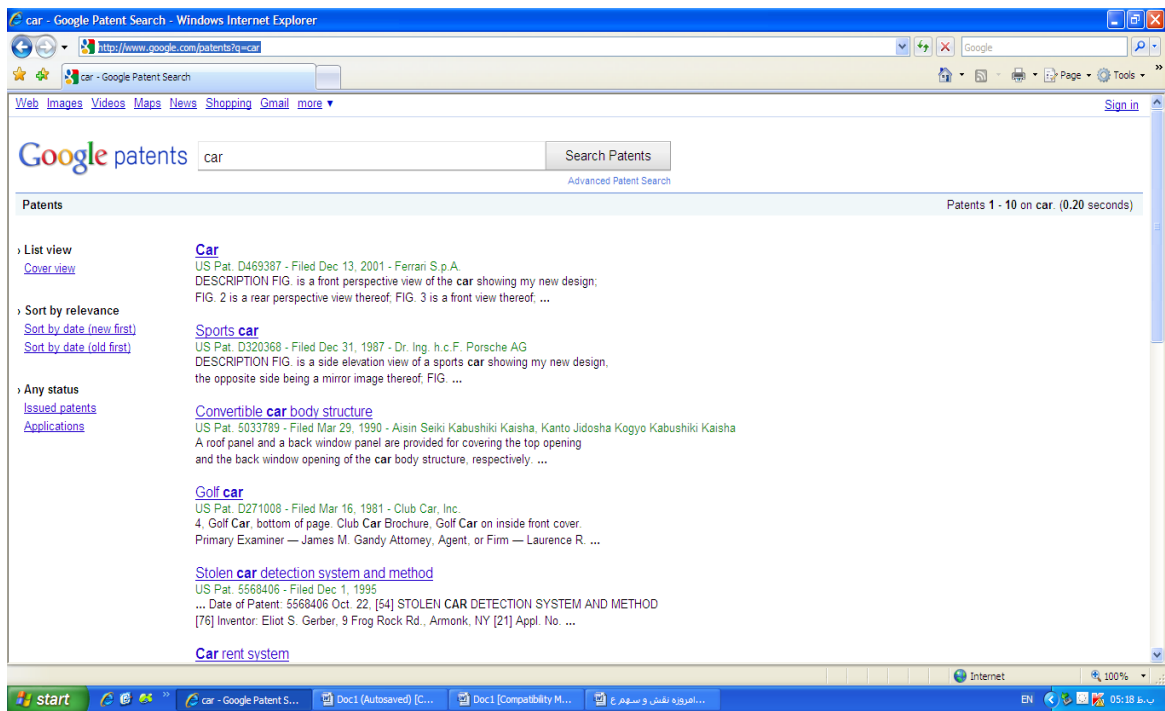 car - Google Patent Search - Windows Internet Explorer
http://www.google.com/patents?q=car
Google
car - Google Patent Search
Page Tools »
Web Images Videos Maps News Shopping Gmail more ▼
Sign in
Google patents car Search Patents
Advanced Patent Search
Patents
Patents 1 - 10 on car. (0.20 seconds)
› List view
Cover view
› Sort by relevance
Sort by date (new first)
Sort by date (old first)
› Any status
Issued patents
Applications
Car
US Pat. D469387 - Filed Dec 13, 2001 - Ferrari S.p.A.
DESCRIPTION FIG. is a front perspective view of the car showing my new design;
FIG. 2 is a rear perspective view thereof; FIG. 3 is a front view thereof; ...
Sports car
US Pat. D320368 - Filed Dec 31, 1987 - Dr. Ing. h.c.F. Porsche AG
DESCRIPTION FIG. is a side elevation view of a sports car showing my new design,
the opposite side being a mirror image thereof; FIG. ...
Convertible car body structure
US Pat. 5033789 - Filed Mar 29, 1990 - Aisin Seiki Kabushiki Kaisha, Kanto Jidosha Kogyo Kabushiki Kaisha
A roof panel and a back window panel are provided for covering the top opening
and the back window opening of the car body structure, respectively. ...
Golf car
US Pat. D271008 - Filed Mar 16, 1981 - Club Car, Inc.
4, Golf Car, bottom of page. Club Car Brochure, Golf Car on inside front cover.
Primary Examiner — James M. Gandy Attorney, Agent, or Firm — Laurence R. ...
Stolen car detection system and method
US Pat. 5568406 - Filed Dec 1, 1995
... Date of Patent: 5568406 Oct. 22, [54] STOLEN CAR DETECTION SYSTEM AND METHOD
[76] Inventor: Eliot S. Gerber, 9 Frog Rock Rd., Armonk, NY [21] Appl. No. ...
Car rent system
Internet 100%
start » car - Google Patent S... Doc1 (Autosaved) [C... Doc1 [Compatibility M... امروزه نقش و سهم ع... EN 05:18 ب.ظ